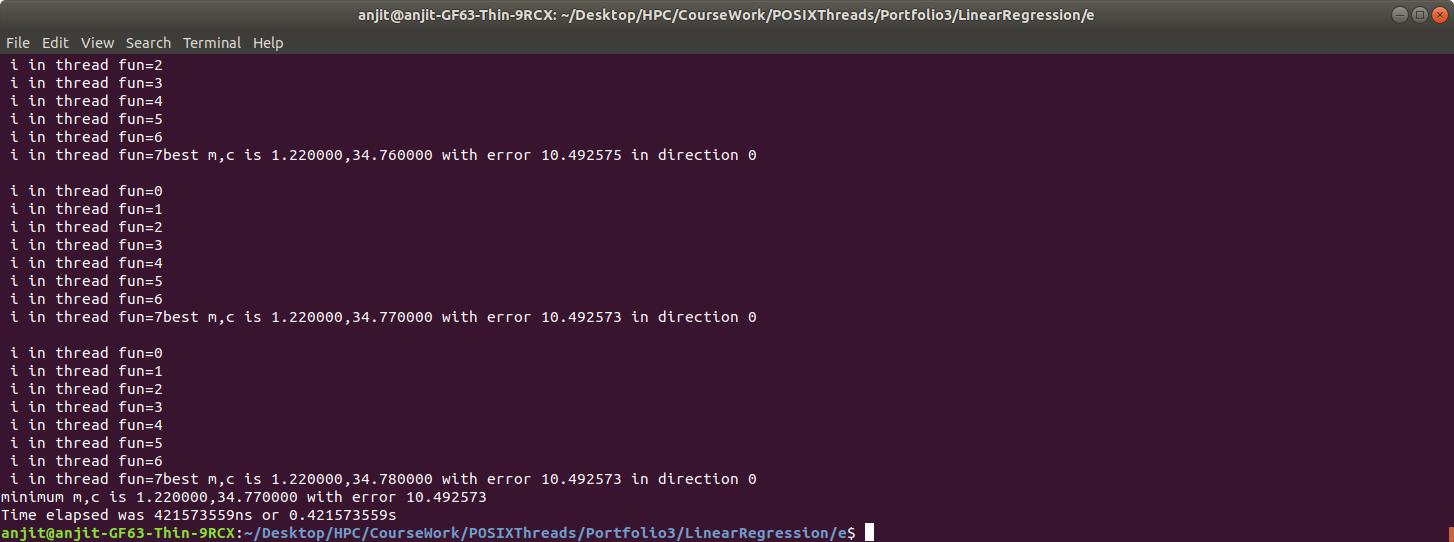 anjit@anjit-GF63-Thin-9RCX: ~/Desktop/HPC/CourseWork/POSIXThreads/Portfolio3/LinearRegression/e
File Edit View Search Terminal Help
i in thread fun=2
i in thread fun=3
i in thread fun=4
i in thread fun=5
i in thread fun=6
i in thread fun=7best m,c is 1.220000,34.760000 with error 10.492575 in direction 0
i in thread fun=0
i in thread fun=1
i in thread fun=2
i in thread fun=3
i in thread fun=4
i in thread fun=5
i in thread fun=6
i in thread fun=7best m,c is 1.220000,34.770000 with error 10.492573 in direction 0
i in thread fun=0
i in thread fun=1
i in thread fun=2
i in thread fun=3
i in thread fun=4
i in thread fun=5
i in thread fun=6
i in thread fun=7best m,c is 1.220000,34.780000 with error 10.492573 in direction 0
minimum m,c is 1.220000,34.770000 with error 10.492573
Time elapsed was 421573559ns or 0.421573559s
anjit@anjit-GF63-Thin-9RCX:~/Desktop/HPC/CourseWork/POSIXThreads/Portfolio3/LinearRegression/e$